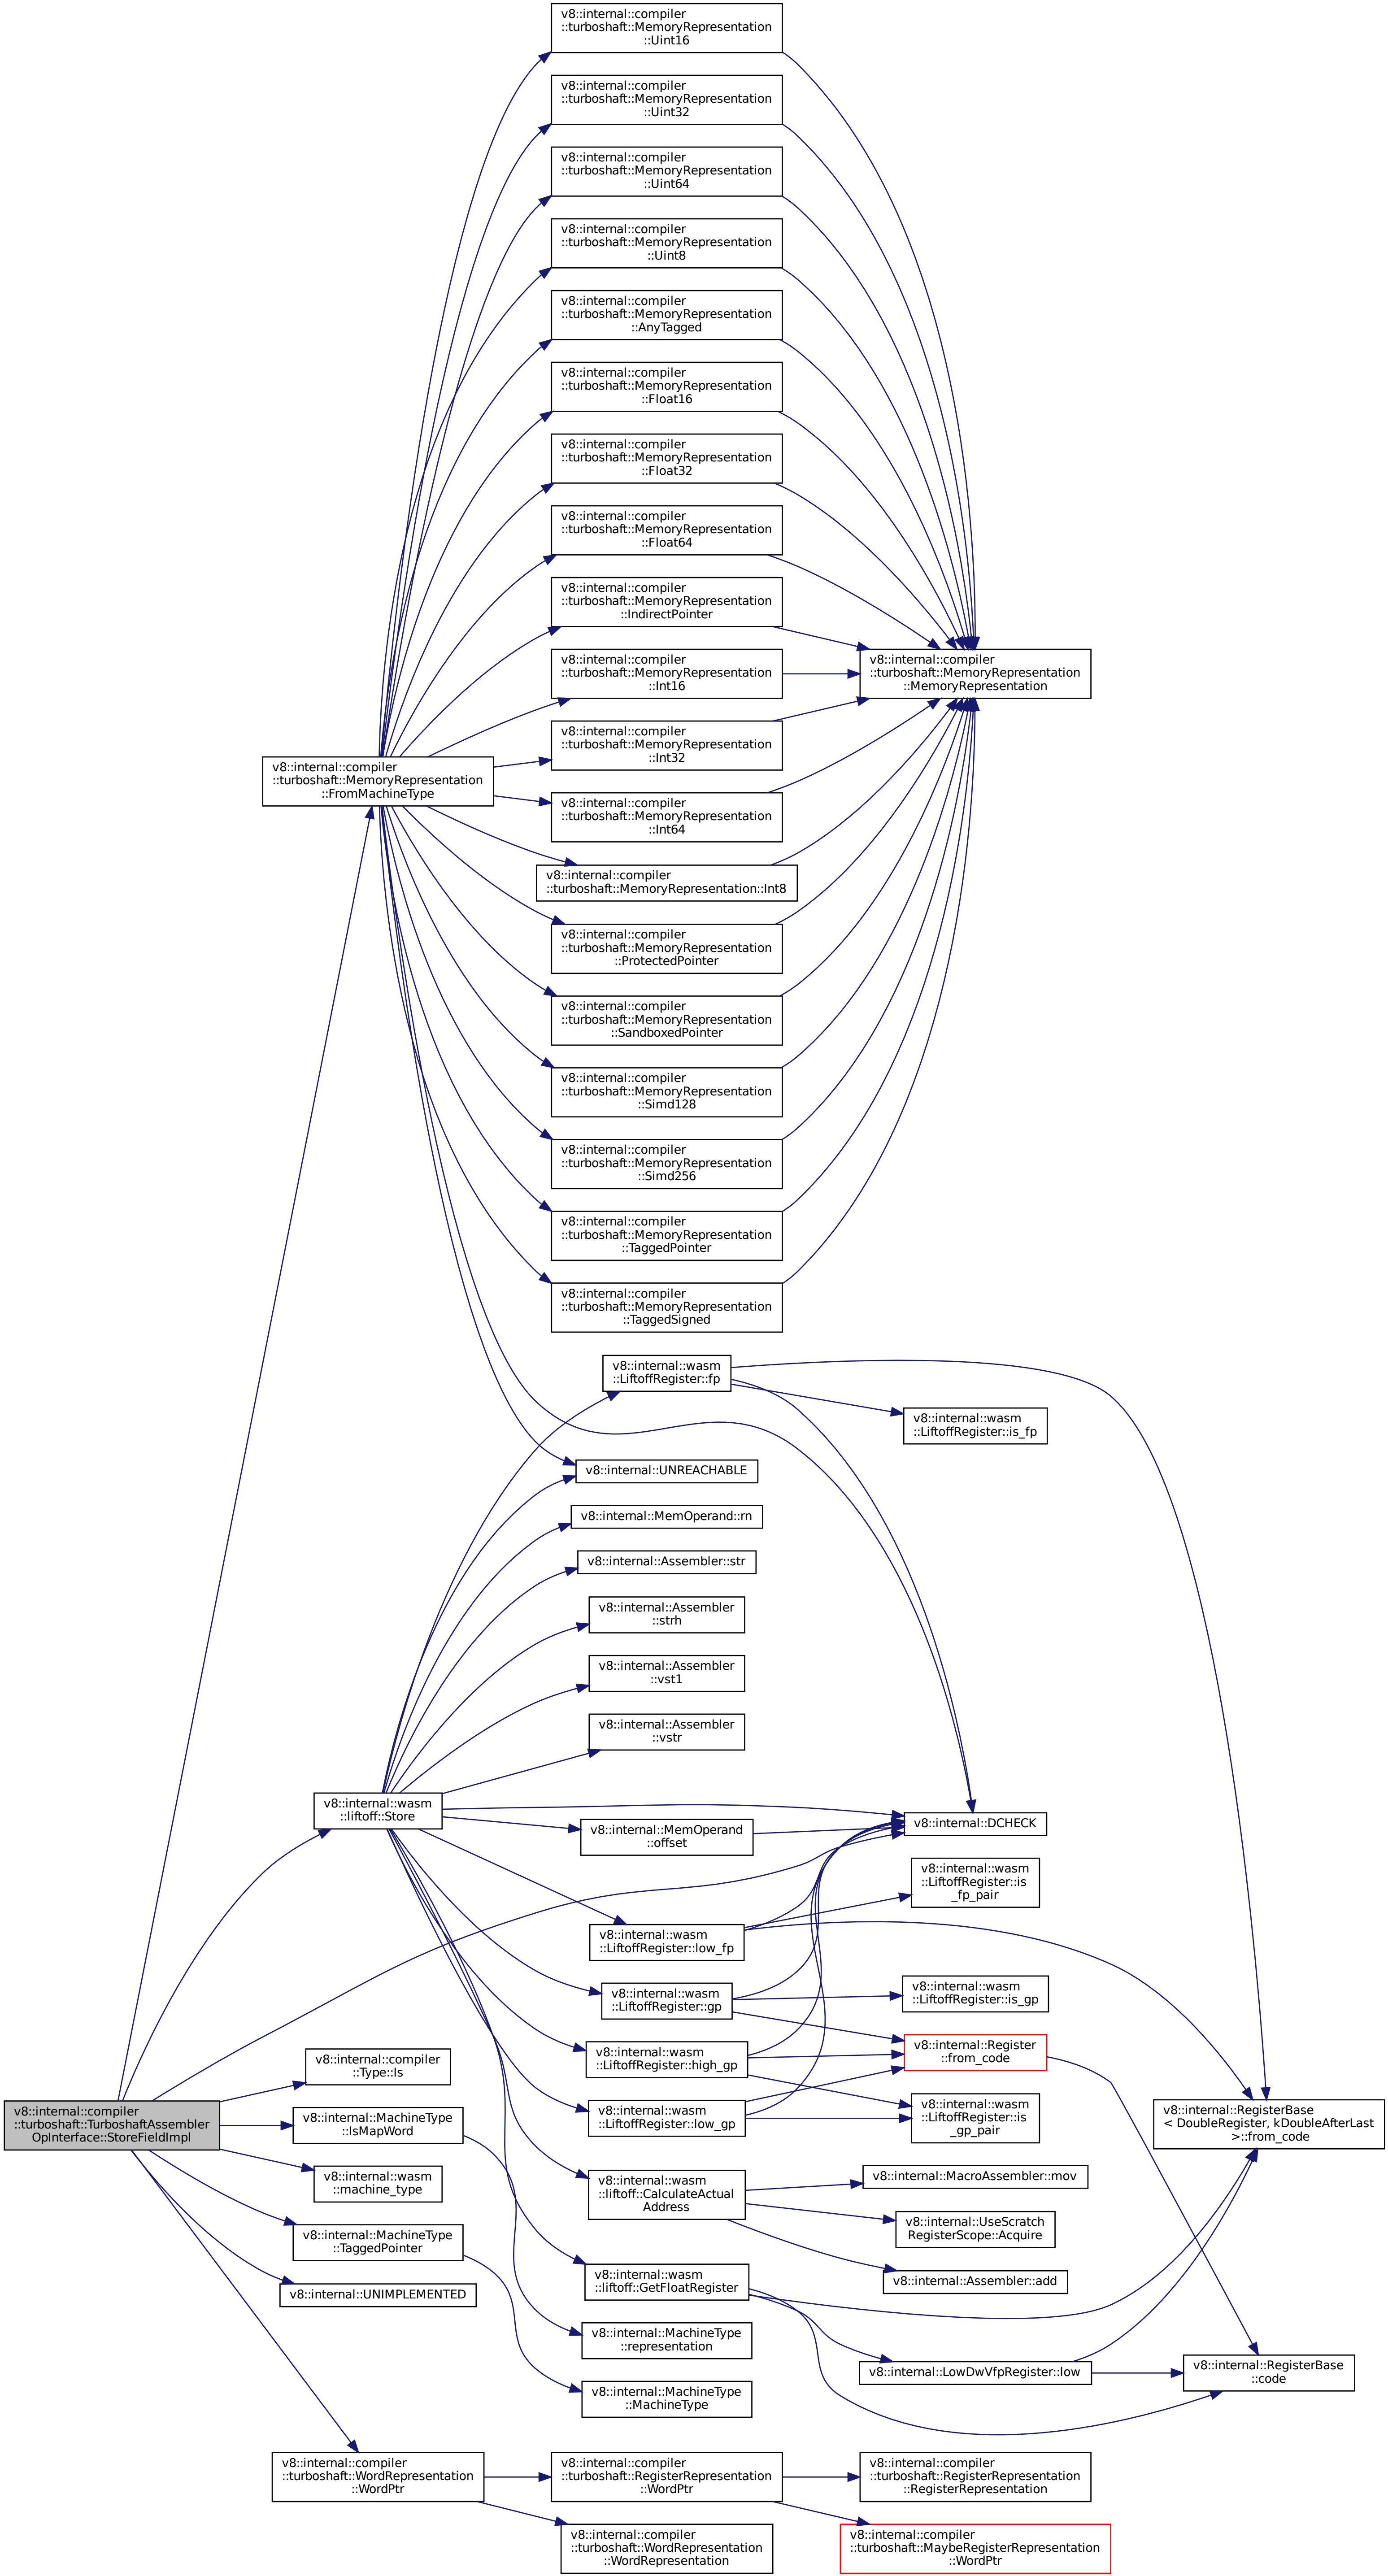 v8::internal::compiler
::turboshaft::MemoryRepresentation
::Uint16
v8::internal::compiler
::turboshaft::MemoryRepresentation
::Uint32
v8::internal::compiler
::turboshaft::MemoryRepresentation
::Uint64
v8::internal::compiler
::turboshaft::MemoryRepresentation
::Uint8
v8::internal::compiler
::turboshaft::MemoryRepresentation
::AnyTagged
v8::internal::compiler
::turboshaft::MemoryRepresentation
::Float16
v8::internal::compiler
::turboshaft::MemoryRepresentation
::Float32
v8::internal::compiler
::turboshaft::MemoryRepresentation
::Float64
v8::internal::compiler
::turboshaft::MemoryRepresentation
::IndirectPointer
v8::internal::compiler
::turboshaft::MemoryRepresentation
::Int16
v8::internal::compiler
::turboshaft::MemoryRepresentation
::MemoryRepresentation
v8::internal::compiler
::turboshaft::MemoryRepresentation
::Int32
v8::internal::compiler
::turboshaft::MemoryRepresentation
::FromMachineType
v8::internal::compiler
::turboshaft::MemoryRepresentation
::Int64
v8::internal::compiler
::turboshaft::MemoryRepresentation::Int8
v8::internal::compiler
::turboshaft::MemoryRepresentation
::ProtectedPointer
v8::internal::compiler
::turboshaft::MemoryRepresentation
::SandboxedPointer
v8::internal::compiler
::turboshaft::MemoryRepresentation
::Simd128
v8::internal::compiler
::turboshaft::MemoryRepresentation
::Simd256
v8::internal::compiler
::turboshaft::MemoryRepresentation
::TaggedPointer
v8::internal::compiler
::turboshaft::MemoryRepresentation
::TaggedSigned
v8::internal::wasm
::LiftoffRegister::fp
v8::internal::wasm
::LiftoffRegister::is_fp
v8::internal::UNREACHABLE
v8::internal::MemOperand::rn
v8::internal::Assembler::str
v8::internal::Assembler
::strh
v8::internal::Assembler
::vst1
v8::internal::Assembler
::vstr
v8::internal::wasm
::liftoff::Store
v8::internal::MemOperand
::offset
v8::internal::DCHECK
v8::internal::wasm
::LiftoffRegister::is
_fp_pair
v8::internal::wasm
::LiftoffRegister::low_fp
v8::internal::wasm
::LiftoffRegister::gp
v8::internal::wasm
::LiftoffRegister::is_gp
v8::internal::wasm
::LiftoffRegister::high_gp
v8::internal::Register
::from_code
v8::internal::compiler
::Type::Is
v8::internal::compiler
::turboshaft::TurboshaftAssembler
OpInterface::StoreFieldImpl
v8::internal::MachineType
::IsMapWord
v8::internal::wasm
::LiftoffRegister::low_gp
v8::internal::wasm
::LiftoffRegister::is
_gp_pair
v8::internal::RegisterBase
< DoubleRegister, kDoubleAfterLast
>::from_code
v8::internal::wasm
::machine_type
v8::internal::wasm
::liftoff::CalculateActual
Address
v8::internal::MacroAssembler::mov
v8::internal::UseScratch
RegisterScope::Acquire
v8::internal::MachineType
::TaggedPointer
v8::internal::Assembler::add
v8::internal::UNIMPLEMENTED
v8::internal::wasm
::liftoff::GetFloatRegister
v8::internal::MachineType
::representation
v8::internal::LowDwVfpRegister::low
v8::internal::RegisterBase
::code
v8::internal::MachineType
::MachineType
v8::internal::compiler
::turboshaft::WordRepresentation
::WordPtr
v8::internal::compiler
::turboshaft::RegisterRepresentation
::WordPtr
v8::internal::compiler
::turboshaft::RegisterRepresentation
::RegisterRepresentation
v8::internal::compiler
::turboshaft::WordRepresentation
::WordRepresentation
v8::internal::compiler
::turboshaft::MaybeRegisterRepresentation
::WordPtr